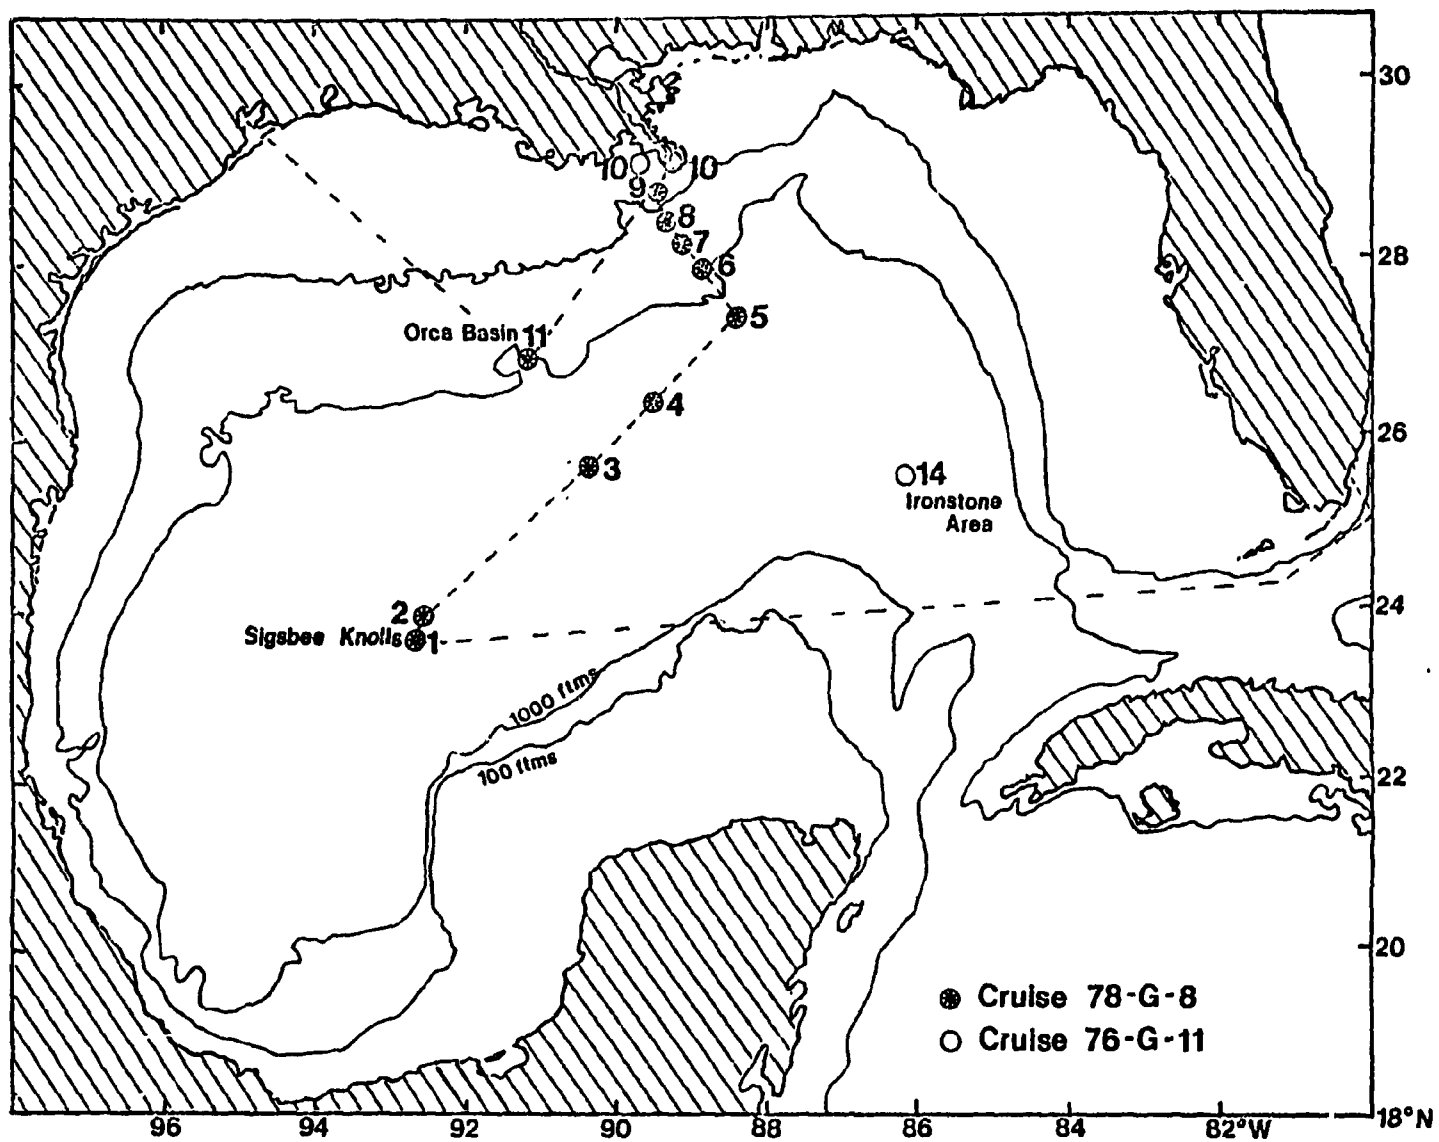 30
10
10
9
8
7
28
6
5
Orca Basin 11
4
26
3
14
Ironstone
Area
2
24
Sigsbee Knolls 1
1000 ftms
100 ftms
22
20
Cruise 78-G-8
Cruise 76-G-11
18°N
96 94 92 90 88 86 84 82°W